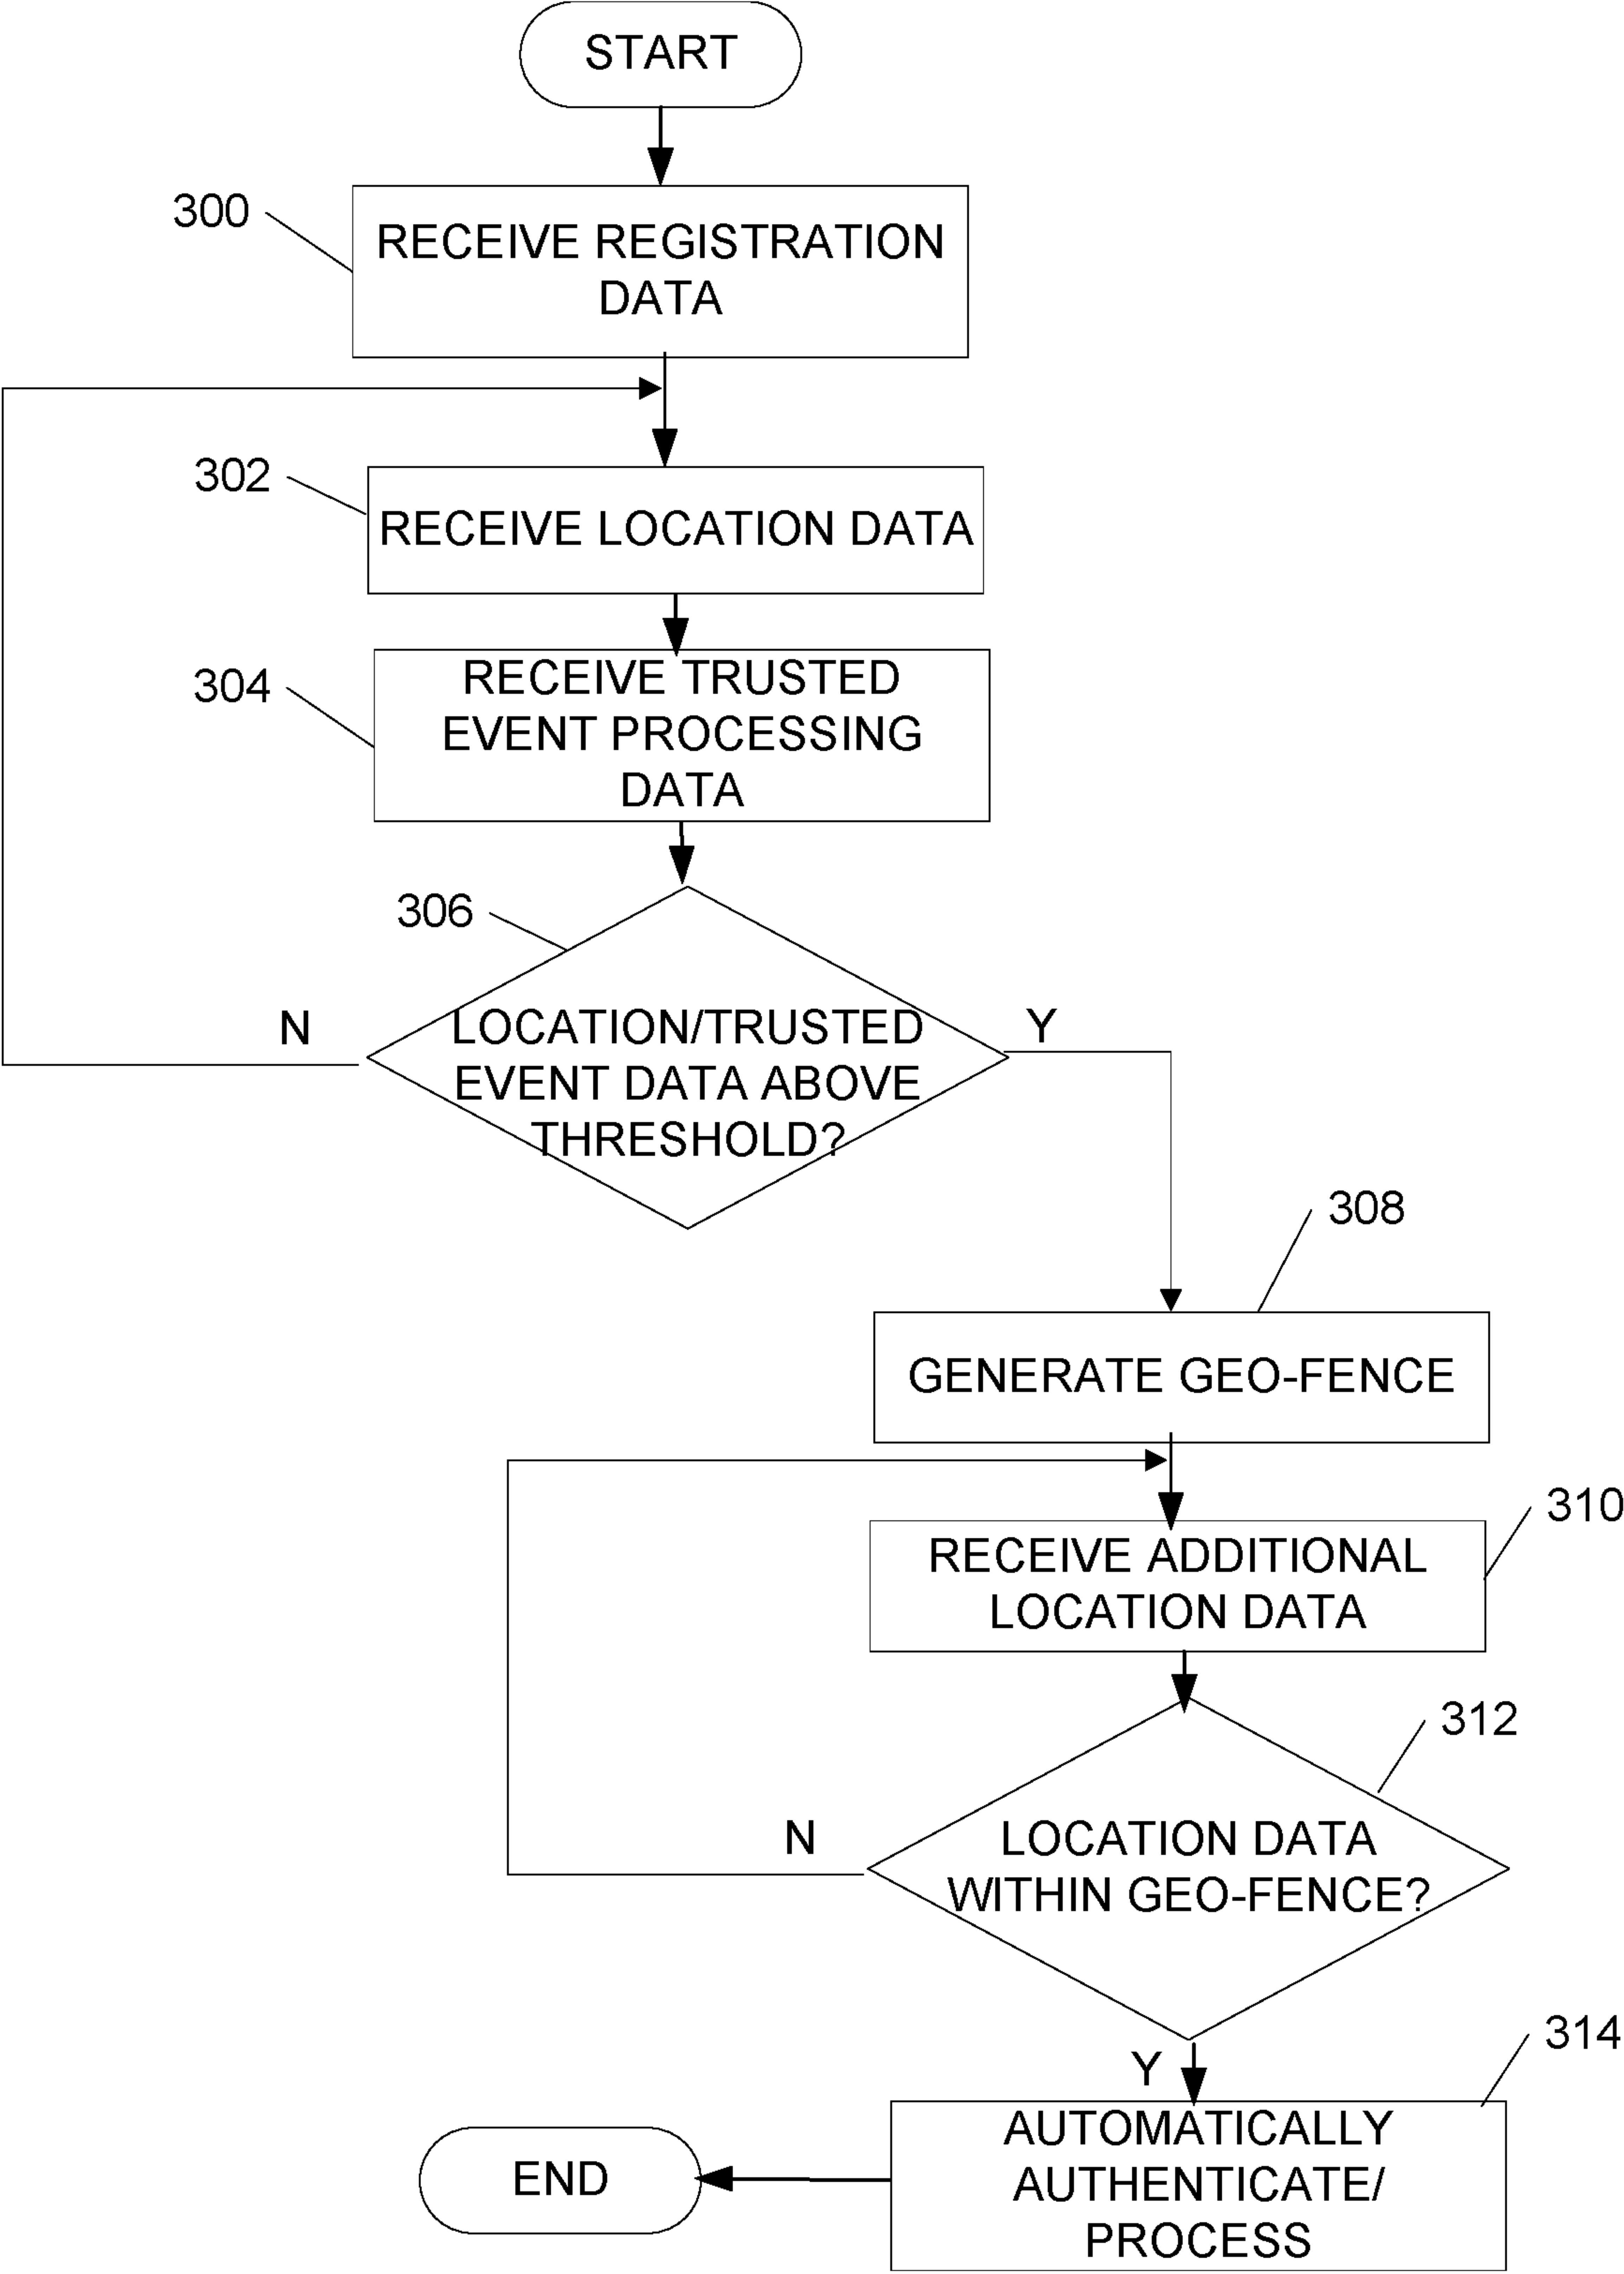 START
300
RECEIVE REGISTRATION
DATA
302
RECEIVE LOCATION DATA
304
RECEIVE TRUSTED
EVENT PROCESSING
DATA
306
N
LOCATION/TRUSTED
EVENT DATA ABOVE
THRESHOLD?
Y
308
GENERATE GEO-FENCE
310
RECEIVE ADDITIONAL
LOCATION DATA
312
N
LOCATION DATA
WITHIN GEO-FENCE?
Y
314
AUTOMATICALLY
AUTHENTICATE/
PROCESS
END